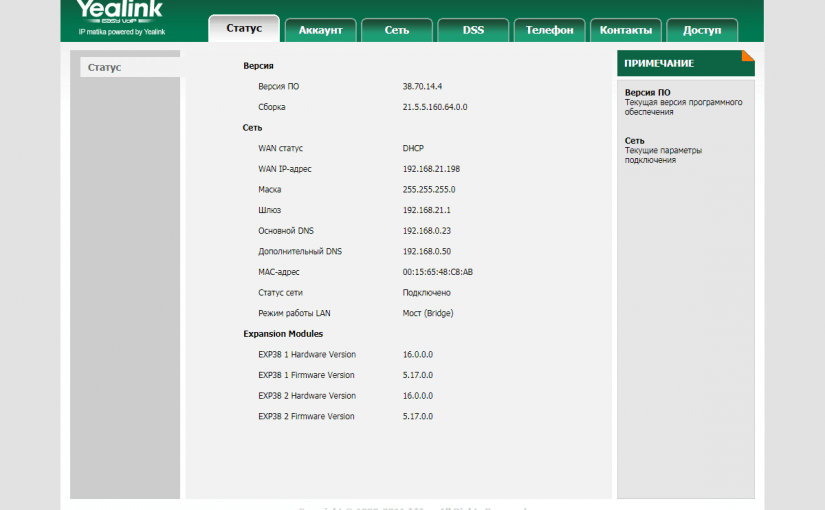 Yealink
EASY VoIP
IP matika powered by Yealink
Статус
Аккаунт
Сеть
DSS
Телефон
Контакты
Доступ
Статус
Версия
Версия ПО 38.70.14.4
Сборка 21.5.5.160.64.0.0
Сеть
WAN статус DHCP
WAN IP-адрес 192.168.21.198
Маска 255.255.255.0
Шлюз 192.168.21.1
Основной DNS 192.168.0.23
Дополнительный DNS 192.168.0.50
MAC-адрес 00:15:65:48:C8:AB
Статус сети Подключено
Режим работы LAN Мост (Bridge)
Expansion Modules
EXP38 1 Hardware Version 16.0.0.0
EXP38 1 Firmware Version 5.17.0.0
EXP38 2 Hardware Version 16.0.0.0
EXP38 2 Firmware Version 5.17.0.0
ПРИМЕЧАНИЕ
Версия ПО
Текущая версия программного
обеспечения
Сеть
Текущие параметры
подключения